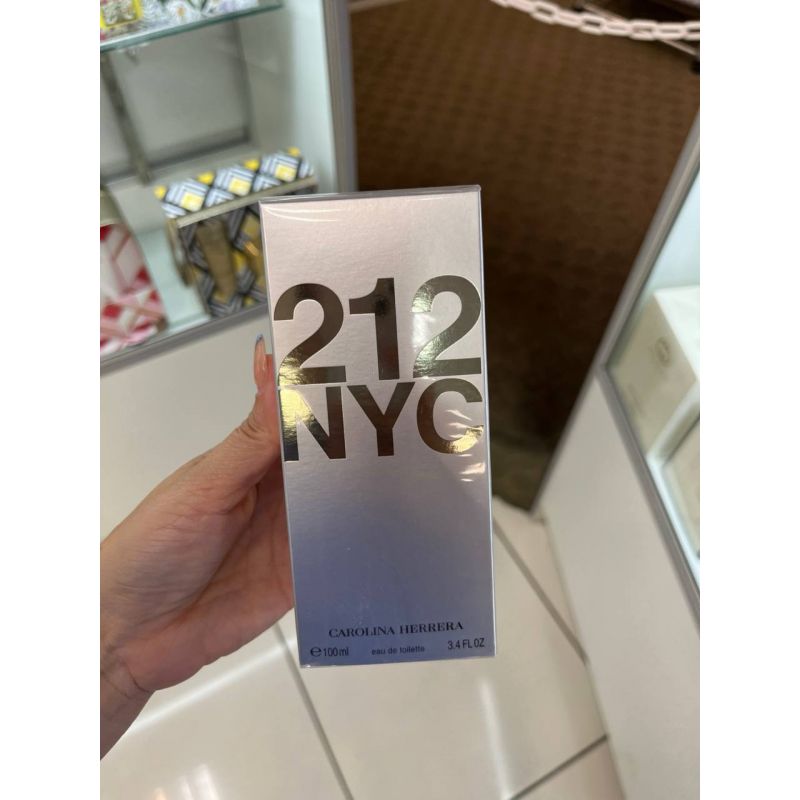 212
NYC
CAROLINA HERRERA
℮100ml eau de toilette 3.4 FL OZ